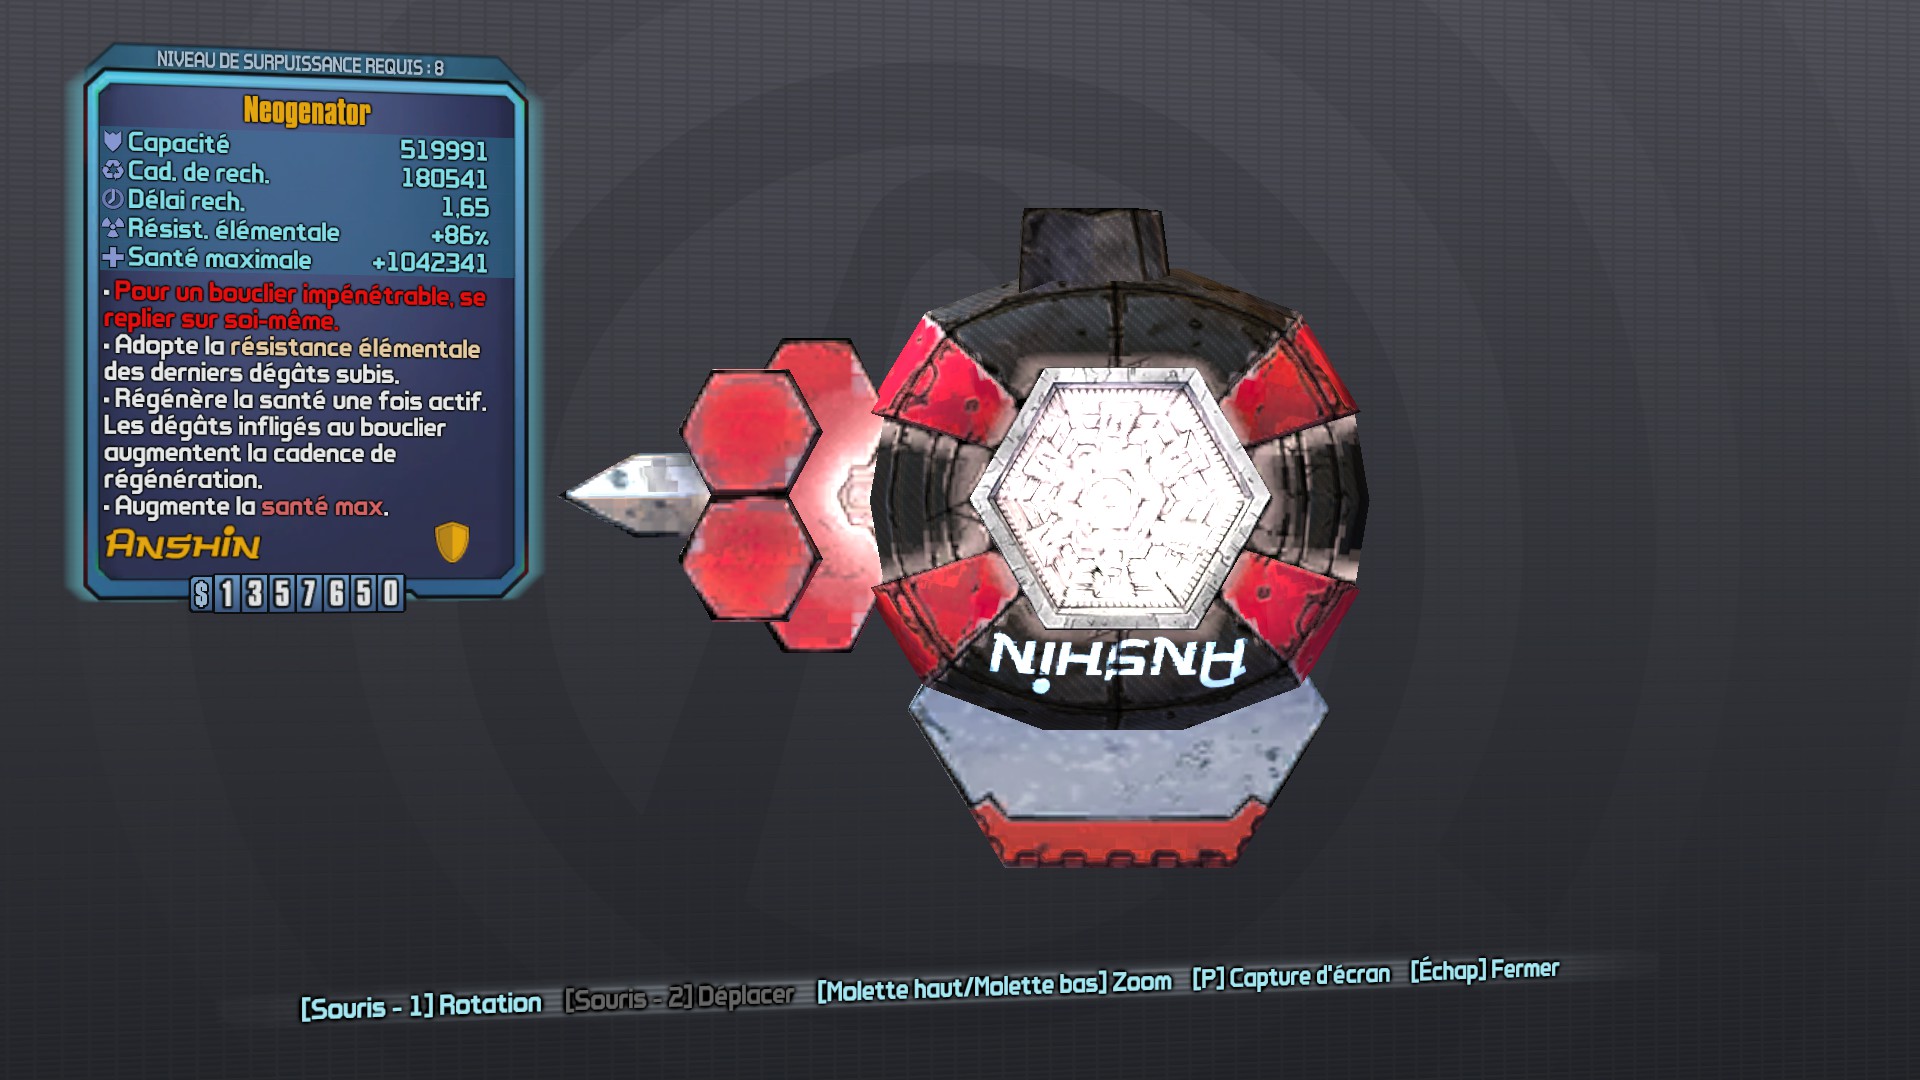 NIVEAU DE SURPUISSANCE REQUIS : 8
Neogenator
Capacité 519991
Cad. de rech. 180541
Délai rech. 1,65
Résist. élémentale +86%
Santé maximale +1042341
• Pour un bouclier impénétrable, se
replier sur soi-même.
• Adopte la résistance élémentale
des derniers dégâts subis.
• Régénère la santé une fois actif.
Les dégâts infligés au bouclier
augmentent la cadence de
régénération.
• Augmente la santé max.
ANSHIN
$1357650
ANSHIN
[Souris - 1] Rotation [Souris - 2] Déplacer [Molette haut/Molette bas] Zoom [P] Capture d'écran [Échap] Fermer